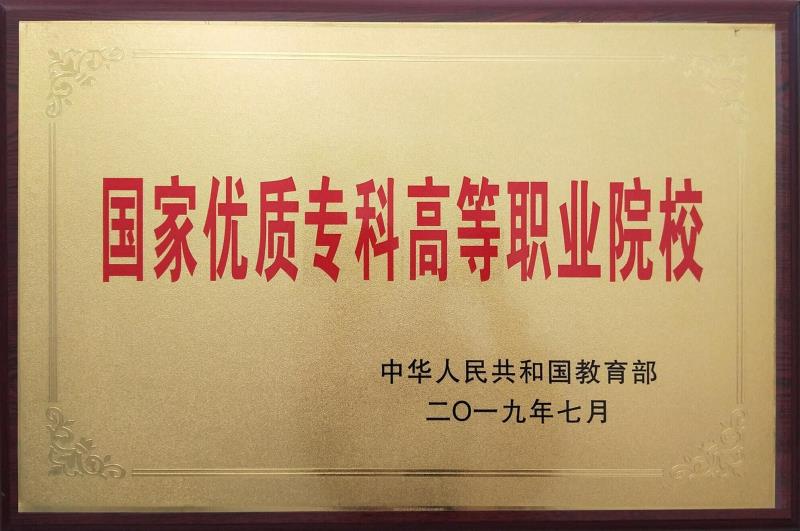 国家优质专科高等职业院校
中华人民共和国教育部
二〇一九年七月